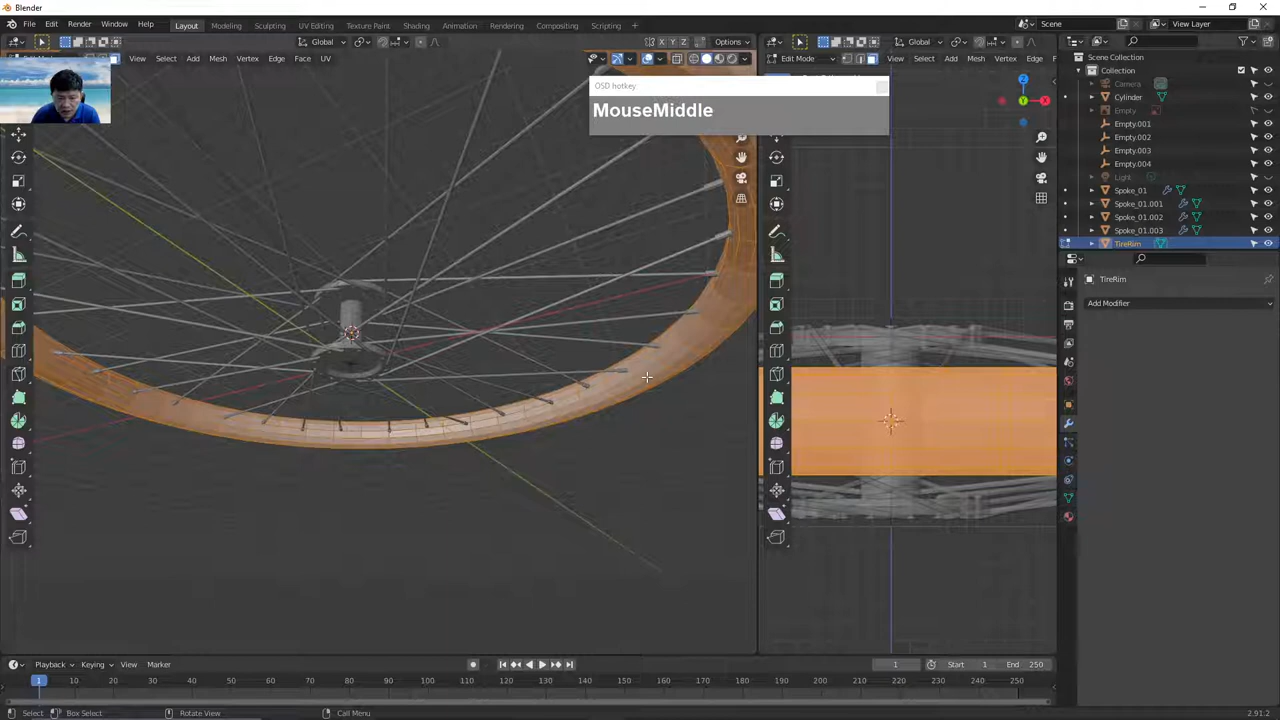 Blender
File Edit Render Window Help Layout Modeling Sculpting UV Editing Texture Paint Shading Animation Rendering Compositing Scripting + Scene View Layer
Global X Y Z Options Global
View Select Add Mesh Vertex Edge Face UV Edit Mode View Select Add Mesh Vertex Edge
OSD hotkey
MouseMiddle
Z
X
Y
Scene Collection
Collection
Camera
Cylinder
Empty
Empty.001
Empty.002
Empty.003
Empty.004
Light
Spoke_01
Spoke_01.001
Spoke_01.002
Spoke_01.003
TireRim
TireRim
Add Modifier
Playback Keying View Marker 1 Start 1 End 250
1 10 20 30 40 50 60 70 80 90 100 110 120 130 140 150 160 170 180 190 200 210 220 230 240 250
Select Box Select Rotate View Call Menu 2.91:2